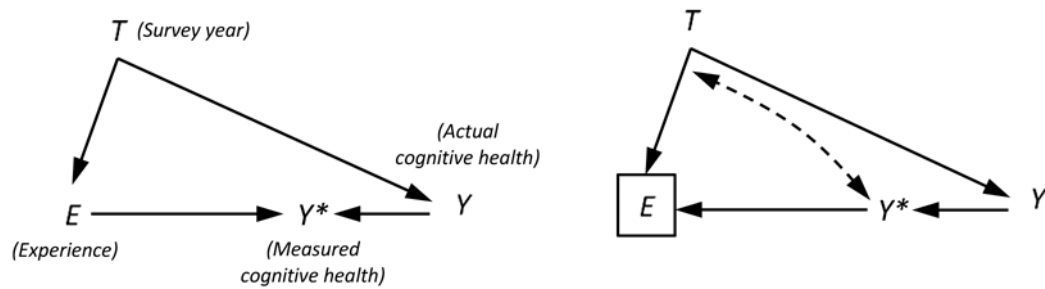 T (Survey year)
(Actual
cognitive health)
E
Y*
Y
(Experience)
(Measured
cognitive health)
T
E
Y*
Y